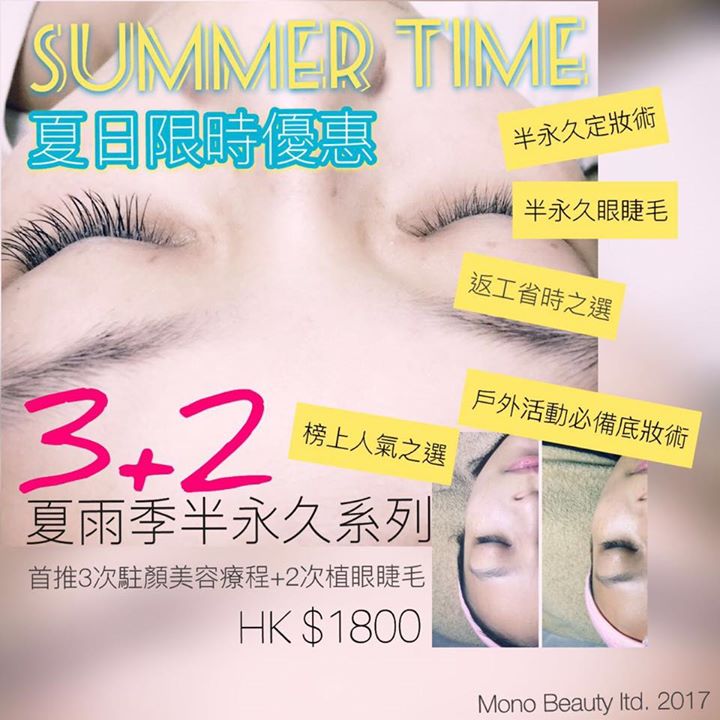 SUMMER TIME
夏日限時優惠
半永久定妝術
半永久眼睫毛
返工省時之選
戶外活動必備底妝術
榜上人氣之選
3+2
夏雨季半永久系列
首推3次駐顏美容療程+2次植眼睫毛
HK $1800
Mono Beauty ltd. 2017